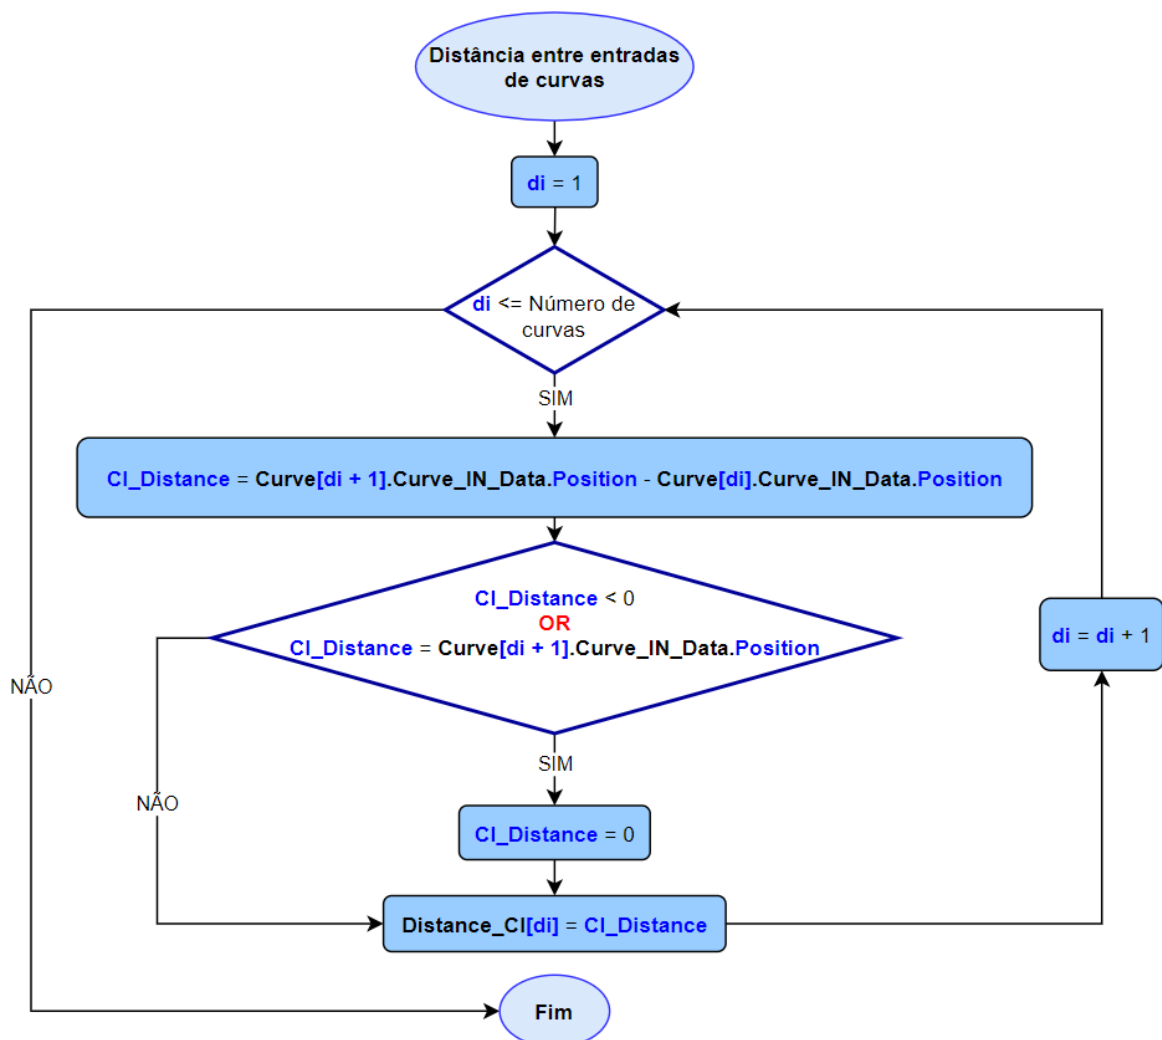 Distância entre entradas
de curvas
di = 1
di <= Número de
curvas
SIM
CI_Distance = Curve[di + 1].Curve_IN_Data.Position - Curve[di].Curve_IN_Data.Position
CI_Distance < 0
OR
CI_Distance = Curve[di + 1].Curve_IN_Data.Position
di = di + 1
NÃO
SIM
NÃO
CI_Distance = 0
Distance_CI[di] = CI_Distance
Fim